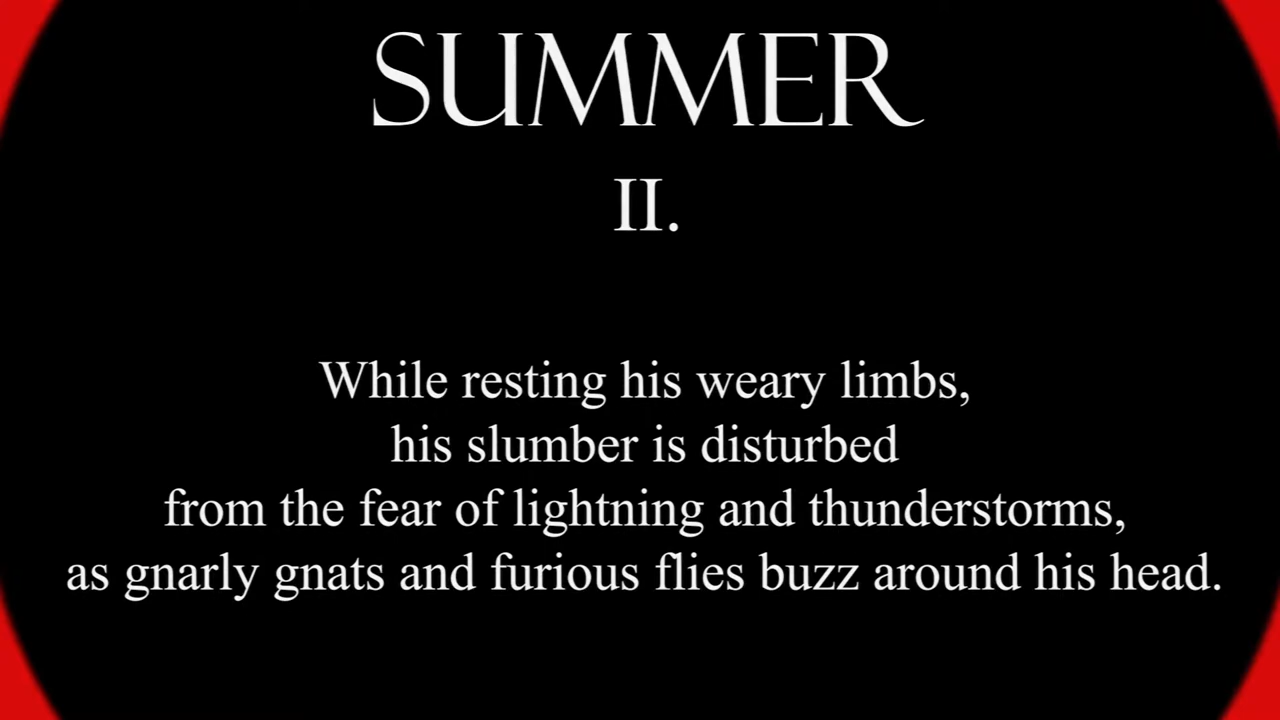 SUMMER
II.
While resting his weary limbs,
his slumber is disturbed
from the fear of lightning and thunderstorms,
as gnarly gnats and furious flies buzz around his head.